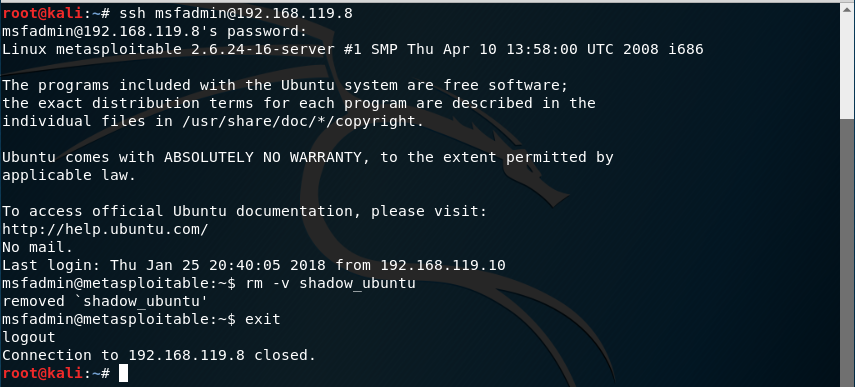 root@kali:~# ssh msfadmin@192.168.119.8
msfadmin@192.168.119.8's password:
Linux metasploitable 2.6.24-16-server #1 SMP Thu Apr 10 13:58:00 UTC 2008 i686
The programs included with the Ubuntu system are free software;
the exact distribution terms for each program are described in the
individual files in /usr/share/doc/*/copyright.
Ubuntu comes with ABSOLUTELY NO WARRANTY, to the extent permitted by
applicable law.
To access official Ubuntu documentation, please visit:
http://help.ubuntu.com/
No mail.
Last login: Thu Jan 25 20:40:05 2018 from 192.168.119.10
msfadmin@metasploitable:~$ rm -v shadow_ubuntu
removed `shadow_ubuntu'
msfadmin@metasploitable:~$ exit
logout
Connection to 192.168.119.8 closed.
root@kali:~#